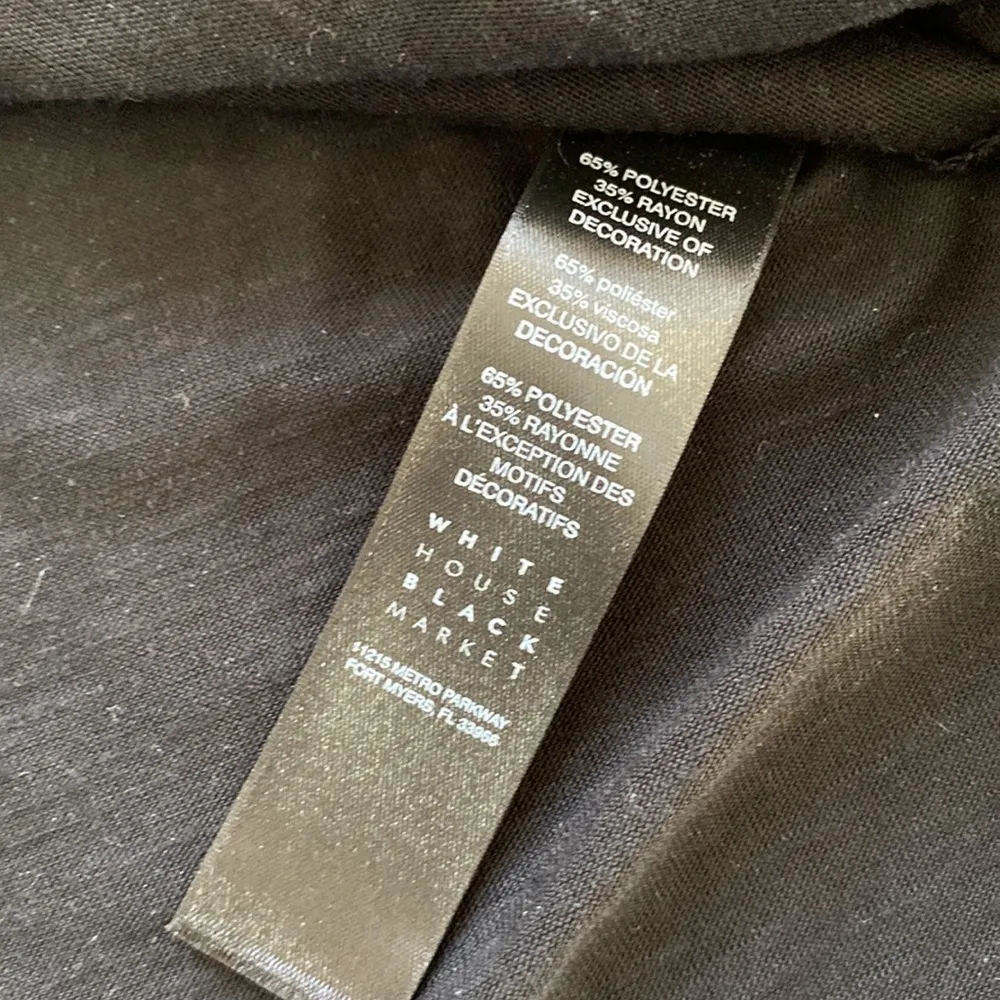 65% POLYESTER
35% RAYON
EXCLUSIVE OF
DECORATION
65% poliéster
35% viscosa
EXCLUSIVO DE LA
DECORACIÓN
65% POLYESTER
35% RAYONNE
À L'EXCEPTION DES
MOTIFS
DÉCORATIFS
WHITE
HOUSE
BLACK
MARKET
11215 METRO PARKWAY
FORT MYERS, FL 33966